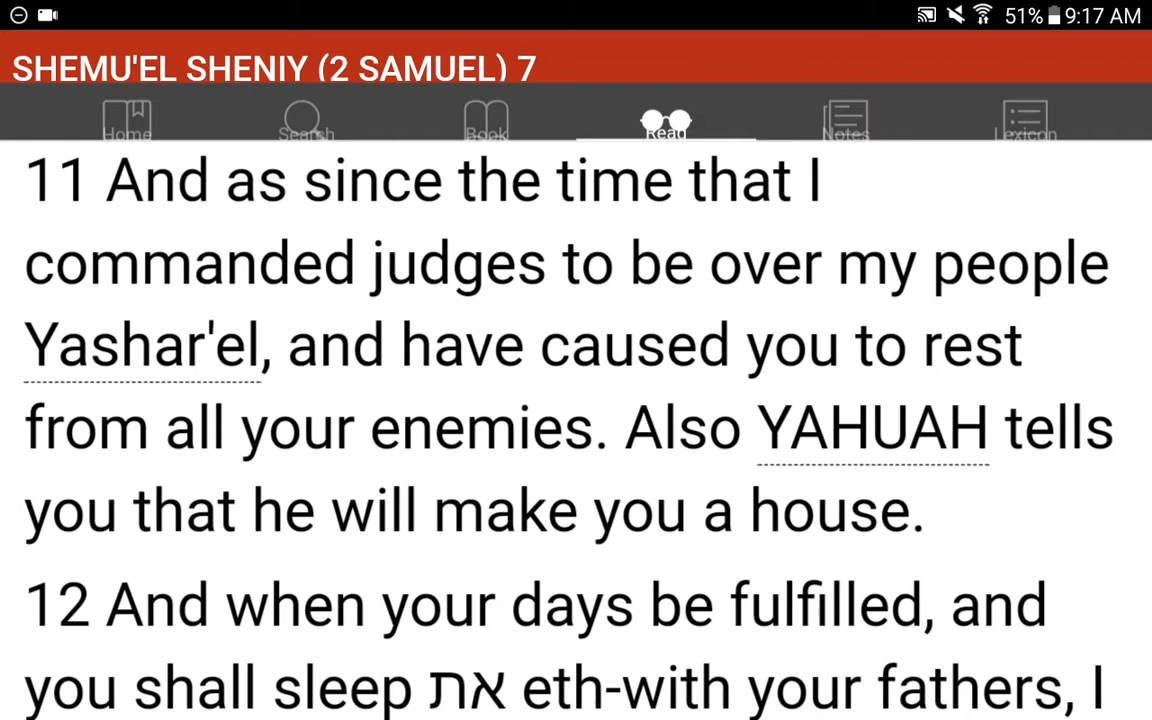 51% 9:17 AM
SHEMU'EL SHENIY (2 SAMUEL) 7
Home Search Book Read Notes Lexicon
11 And as since the time that I
commanded judges to be over my people
Yashar'el, and have caused you to rest
from all your enemies. Also YAHUAH tells
you that he will make you a house.
12 And when your days be fulfilled, and
you shall sleep את eth-with your fathers, I